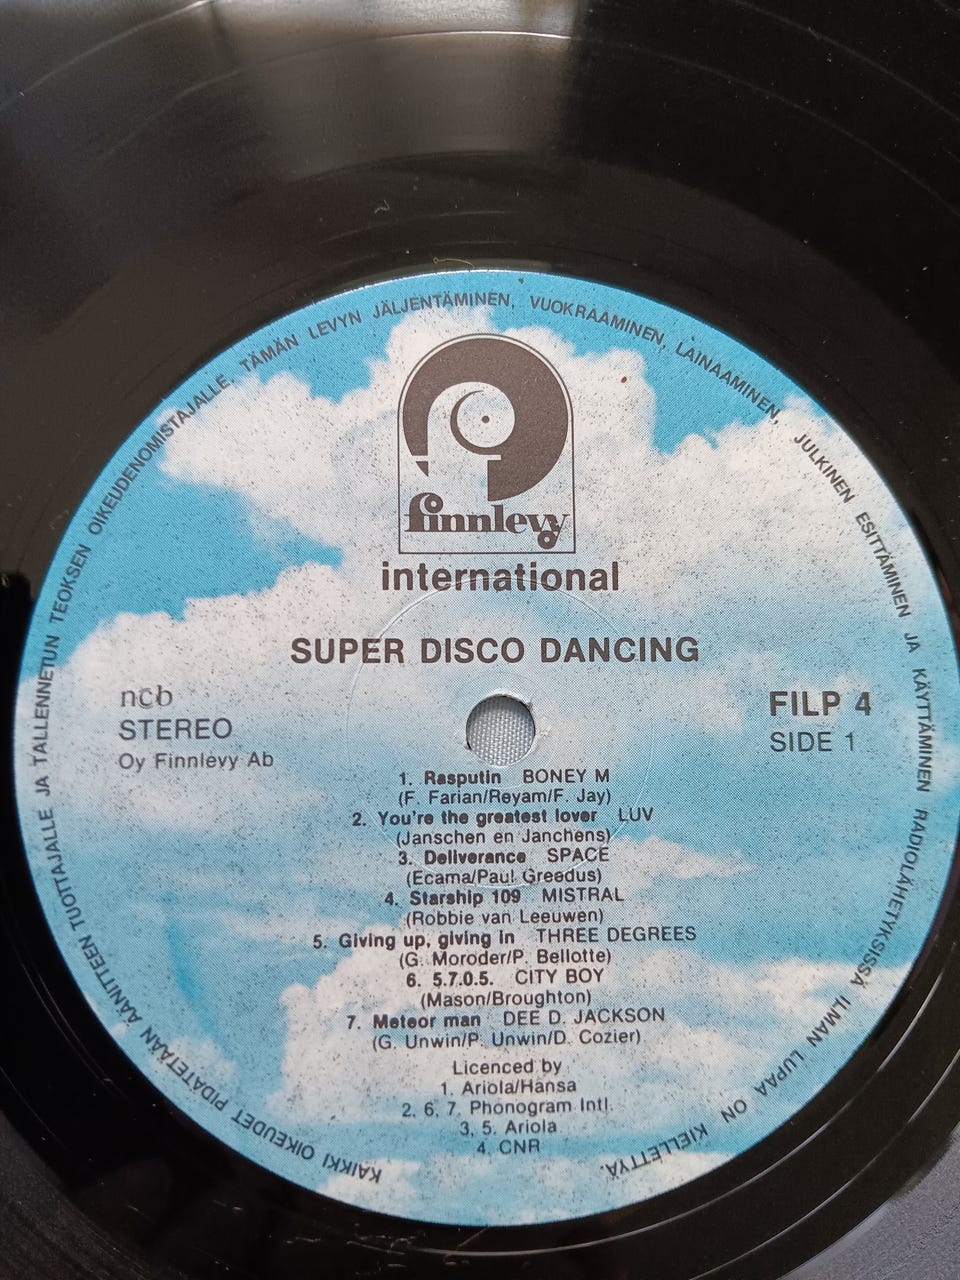 KAIKKI OIKEUDET PIDÄTETÄÄN ÄÄNITTEEN TUOTTAJALLE JA TALLENNETUN TEOKSEN OIKEUDENOMISTAJALLE. TÄMÄN LEVYN JÄLJENTÄMINEN, VUOKRAAMINEN, LAINAAMINEN, JULKINEN ESITTÄMINEN JA KÄYTTÄMINEN RADIOLÄHETYKSISSÄ ILMAN LUPAA ON KIELLETTYÄ.
finnlevy
international
SUPER DISCO DANCING
ncb
STEREO
Oy Finnlevy Ab
FILP 4
SIDE 1
1. Rasputin BONEY M
(F. Farian/Reyam/F. Jay)
2. You're the greatest lover LUV
(Janschen en Janchens)
3. Deliverance SPACE
(Ecama/Paul Greedus)
4. Starship 109 MISTRAL
(Robbie van Leeuwen)
5. Giving up, giving in THREE DEGREES
(G. Moroder/P. Bellotte)
6. 5.7.0.5. CITY BOY
(Mason/Broughton)
7. Meteor man DEE D. JACKSON
(G. Unwin/P. Unwin/D. Cozier)
Licenced by
1. Ariola/Hansa
2, 6, 7, Phonogram Intl.
3, 5. Ariola
4. CNR